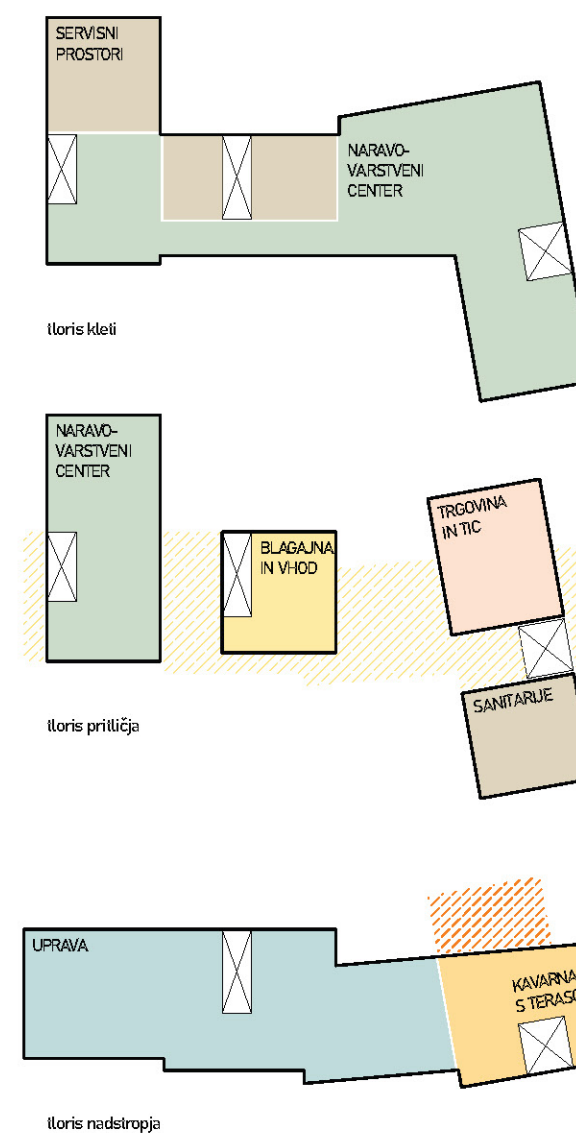 SERVISNI
PROSTORI
NARAVO-
VARSTVENI
CENTER
tloris kleti
NARAVO-
VARSTVENI
CENTER
BLAGAJNA
IN VHOD
TRGOVINA
IN TIC
SANITARIJE
tloris pritličja
UPRAVA
KAVARNA
S TERASO
tloris nadstropja